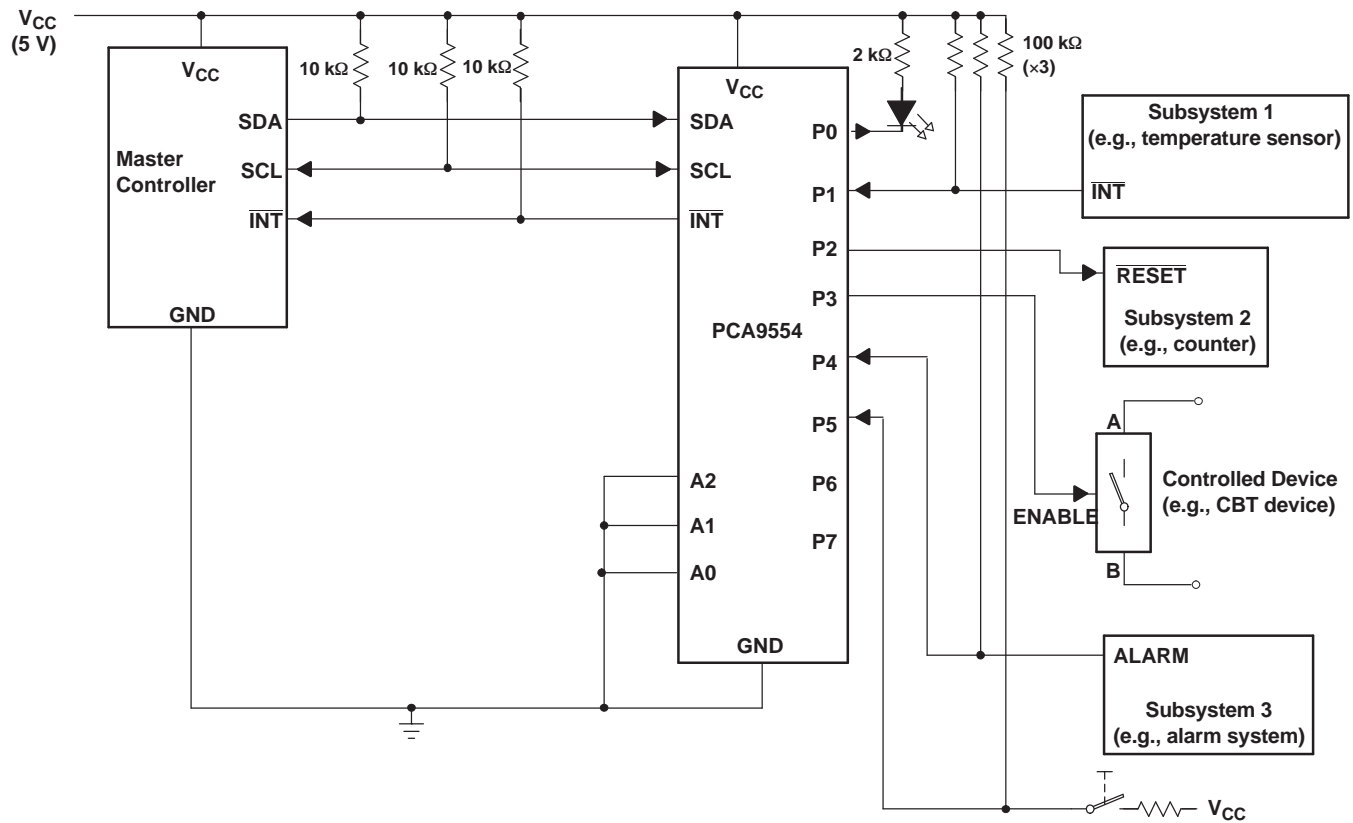 VCC
(5 V)
VCC
10 kΩ
10 kΩ
10 kΩ
Master
Controller
SDA
SCL
INT
GND
VCC
SDA
SCL
INT
PCA9554
A2
A1
A0
GND
P0
P1
P2
P3
P4
P5
P6
P7
2 kΩ
100 kΩ
(×3)
Subsystem 1
(e.g., temperature sensor)
INT
RESET
Subsystem 2
(e.g., counter)
A
ENABLE
B
Controlled Device
(e.g., CBT device)
ALARM
Subsystem 3
(e.g., alarm system)
VCC